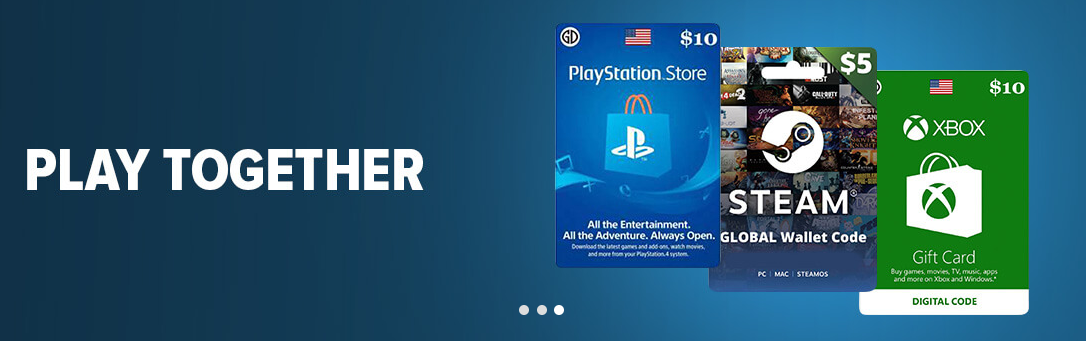 PLAY TOGETHER
GD
$10
PlayStation.Store
All the Entertainment.
All the Adventure. Always Open.
Download the latest games and add-ons, watch movies,
and more from your PlayStation.4 system.
$5
CALL·DUTY
STEAM®
GLOBAL Wallet Code
PC | MAC | STEAMOS
$10
XBOX
Gift Card
Buy games, movies, TV, music, apps
and more on Xbox and Windows.*
DIGITAL CODE